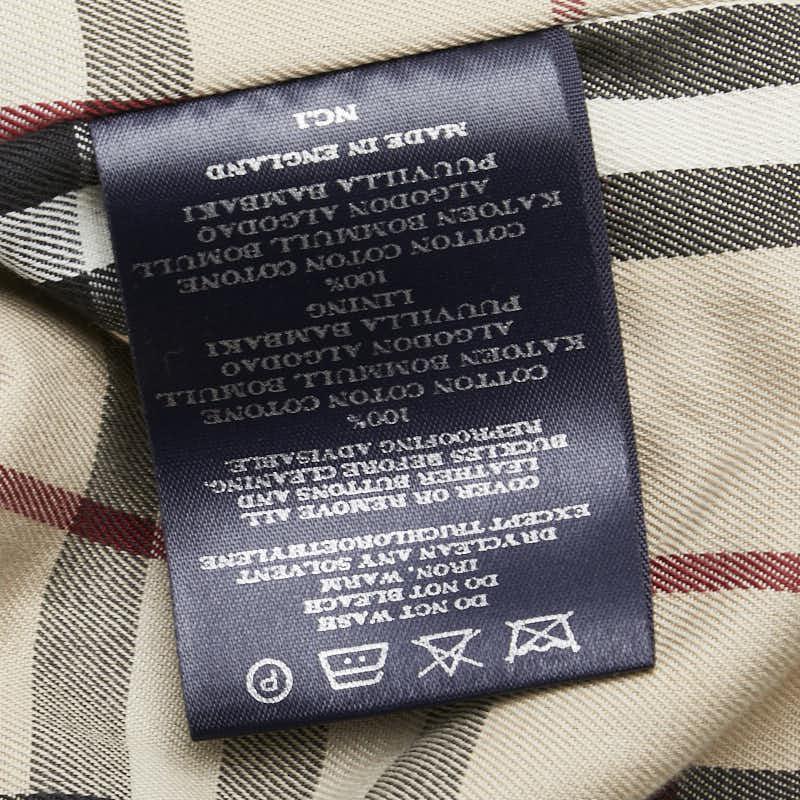 P
DO NOT WASH
DO NOT BLEACH
IRON, WARM
DRYCLEAN ANY SOLVENT
EXCEPT TRICHLOROETHYLENE
COVER OR REMOVE ALL
LEATHER BUTTONS AND
BUCKLES BEFORE CLEANING.
REPROOFING ADVISABLE.
100%
COTTON COTON COTONE
KATOEN BOMMULL BOMULL
ALGODON ALGODAO
PUUVILLA BAMBAKI
LINING
100%
COTTON COTON COTONE
KATOEN BOMMULL BOMULL
ALGODON ALGODAO
PUUVILLA BAMBAKI
MADE IN ENGLAND
NC.1